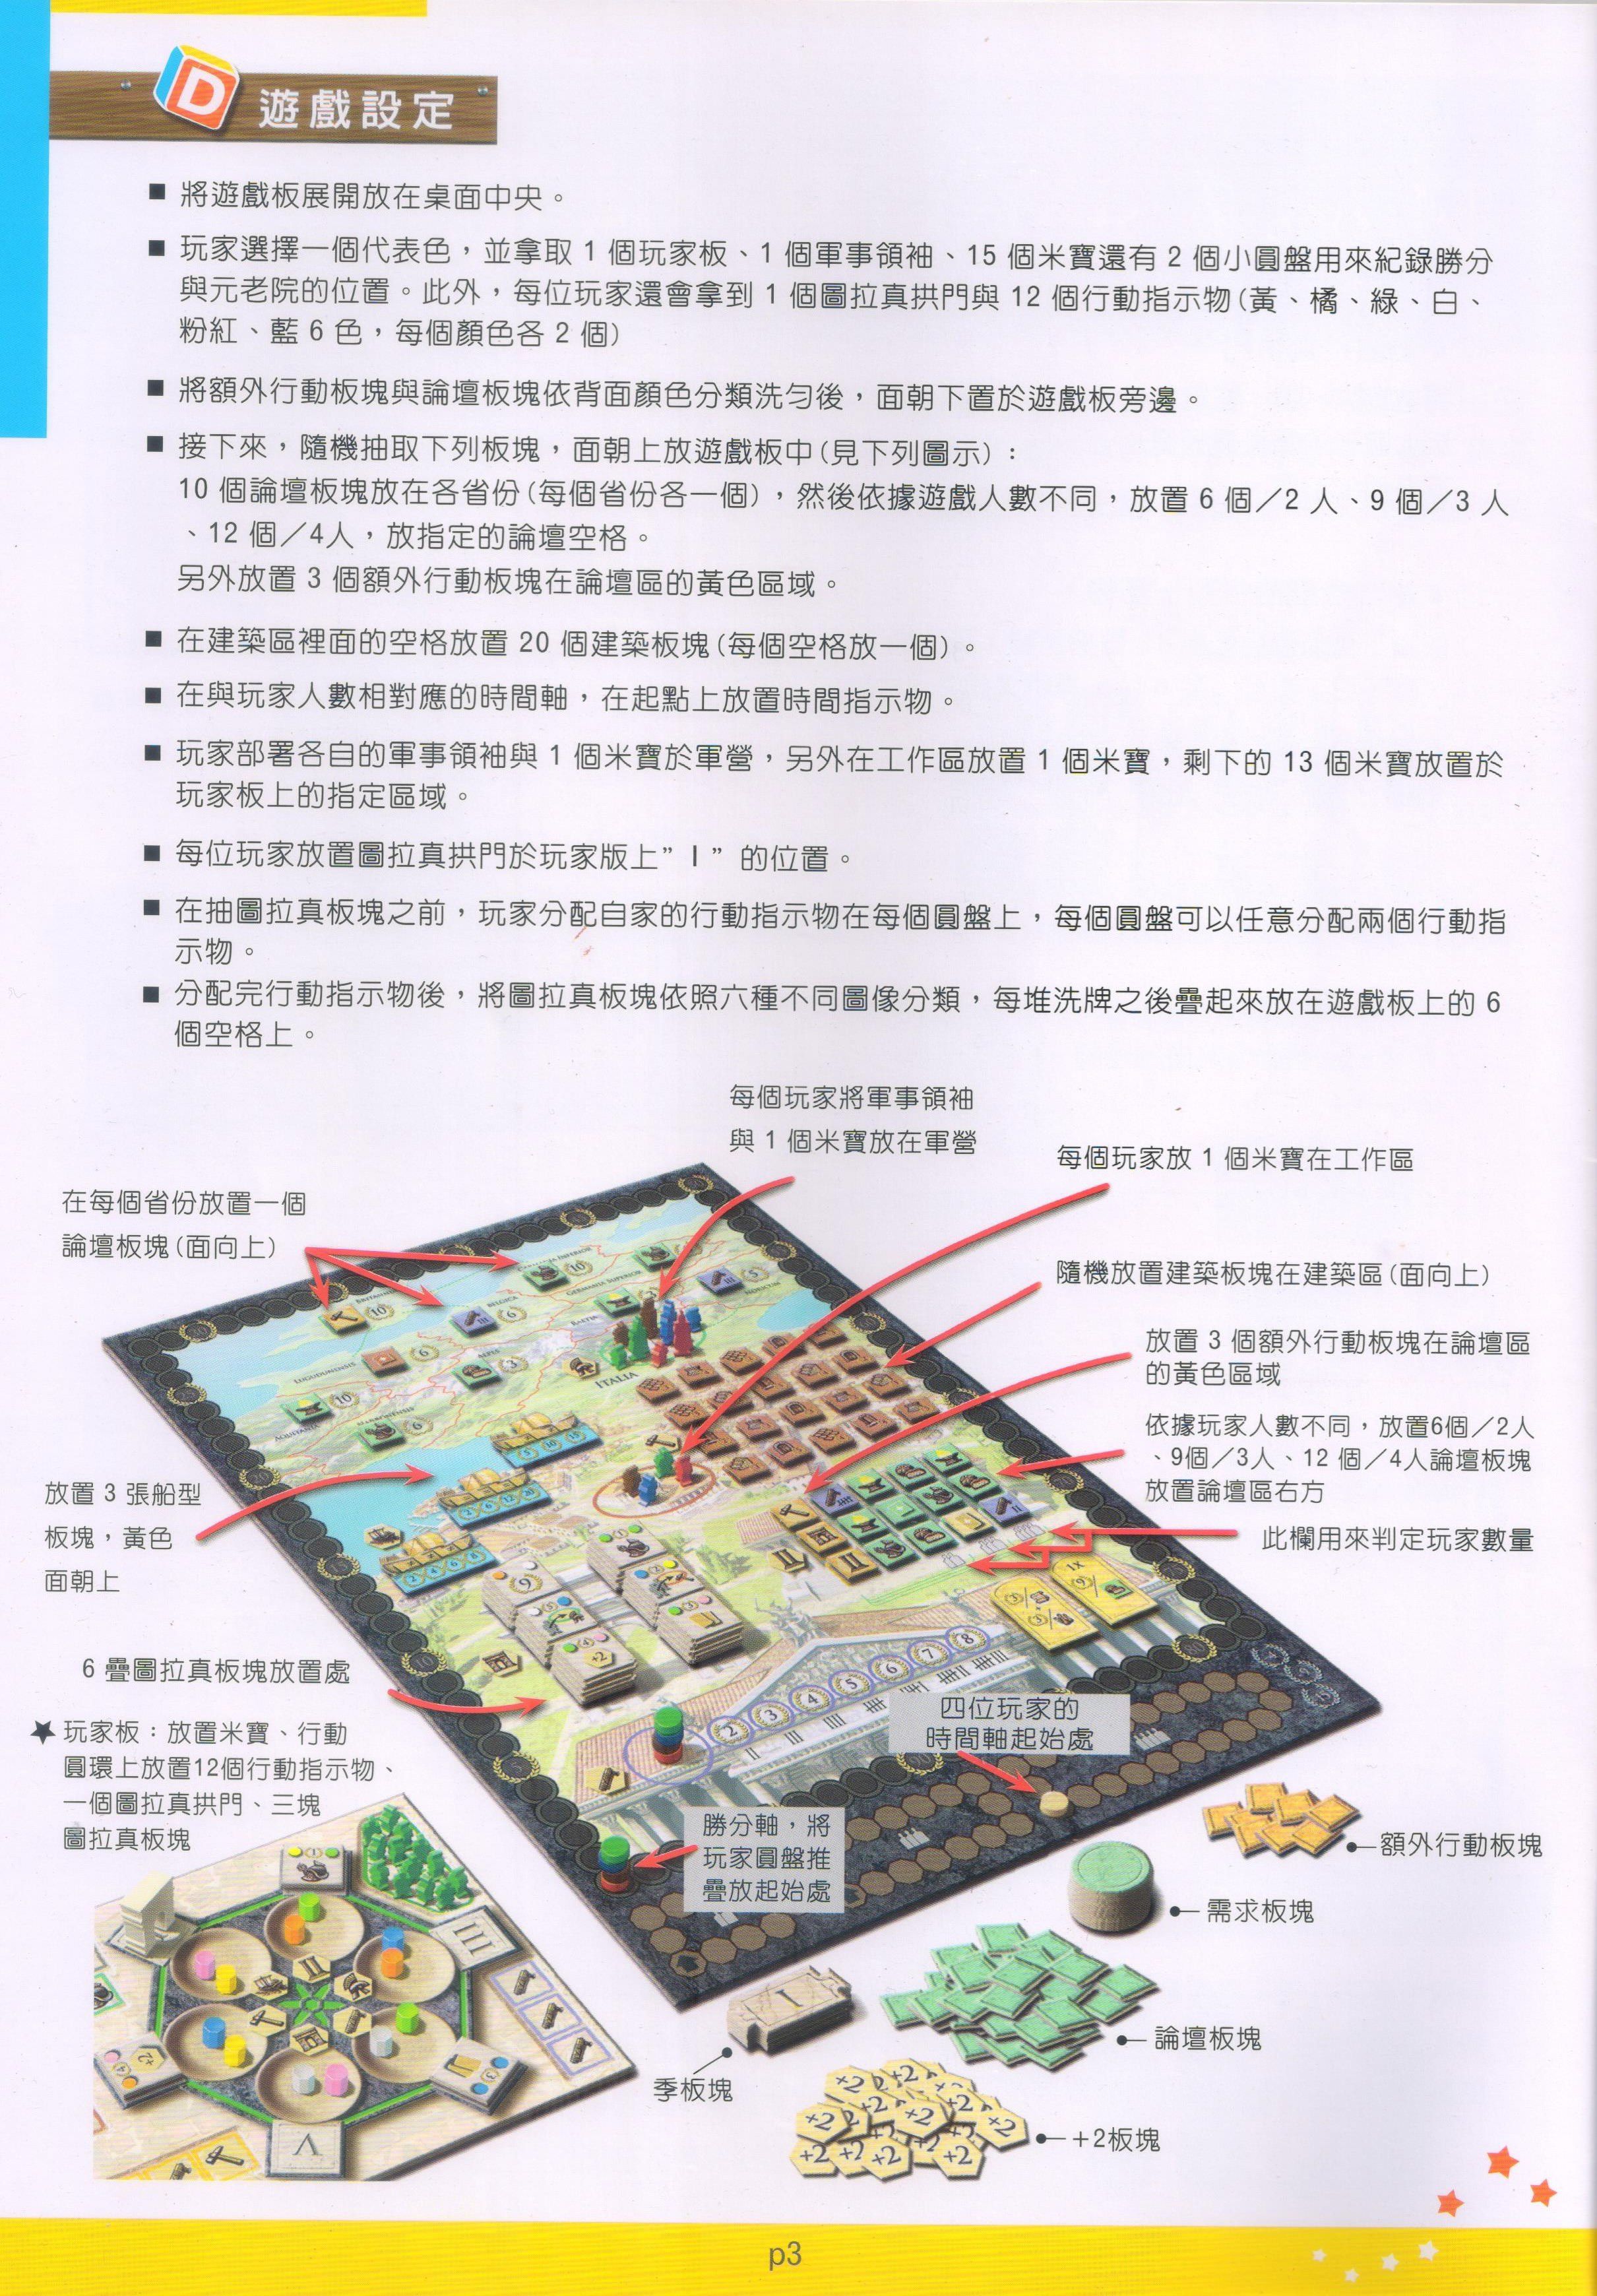 D 遊戲設定
■ 將遊戲板展開放在桌面中央。
■ 玩家選擇一個代表色，並拿取 1 個玩家板、1 個軍事領袖、15 個米寶還有 2 個小圓盤用來紀錄勝分
與元老院的位置。此外，每位玩家還會拿到 1 個圖拉真拱門與 12 個行動指示物(黃、橘、綠、白、
粉紅、藍 6 色，每個顏色各 2 個)
■ 將額外行動板塊與論壇板塊依背面顏色分類洗勻後，面朝下置於遊戲板旁邊。
■ 接下來，隨機抽取下列板塊，面朝上放遊戲板中(見下列圖示)：
10 個論壇板塊放在各省份(每個省份各一個)，然後依據遊戲人數不同，放置 6 個／2 人、9 個／3 人
、12 個／4人，放指定的論壇空格。
另外放置 3 個額外行動板塊在論壇區的黃色區域。
■ 在建築區裡面的空格放置 20 個建築板塊(每個空格放一個)。
■ 在與玩家人數相對應的時間軸，在起點上放置時間指示物。
■ 玩家部署各自的軍事領袖與 1 個米寶於軍營，另外在工作區放置 1 個米寶，剩下的 13 個米寶放置於
玩家板上的指定區域。
■ 每位玩家放置圖拉真拱門於玩家版上”Ⅰ”的位置。
■ 在抽圖拉真板塊之前，玩家分配自家的行動指示物在每個圓盤上，每個圓盤可以任意分配兩個行動指
示物。
■ 分配完行動指示物後，將圖拉真板塊依照六種不同圖像分類，每堆洗牌之後疊起來放在遊戲板上的 6
個空格上。
每個玩家將軍事領袖
與 1 個米寶放在軍營
每個玩家放 1 個米寶在工作區
在每個省份放置一個
論壇板塊(面向上)
隨機放置建築板塊在建築區(面向上)
放置 3 個額外行動板塊在論壇區
的黃色區域
依據玩家人數不同，放置6個／2人
、9個／3人、12 個／4人論壇板塊
放置論壇區右方
此欄用來判定玩家數量
放置 3 張船型
板塊，黃色
面朝上
6 疊圖拉真板塊放置處
★ 玩家板：放置米寶、行動
圓環上放置12個行動指示物、
一個圖拉真拱門、三塊
圖拉真板塊
ITALIA
2 3 4 5 6 7 8
四位玩家的
時間軸起始處
勝分軸，將
玩家圓盤推
疊放起始處
額外行動板塊
需求板塊
論壇板塊
季板塊
+2板塊
+2 +2 +2 +2 +2 +2
III
V
I
p3